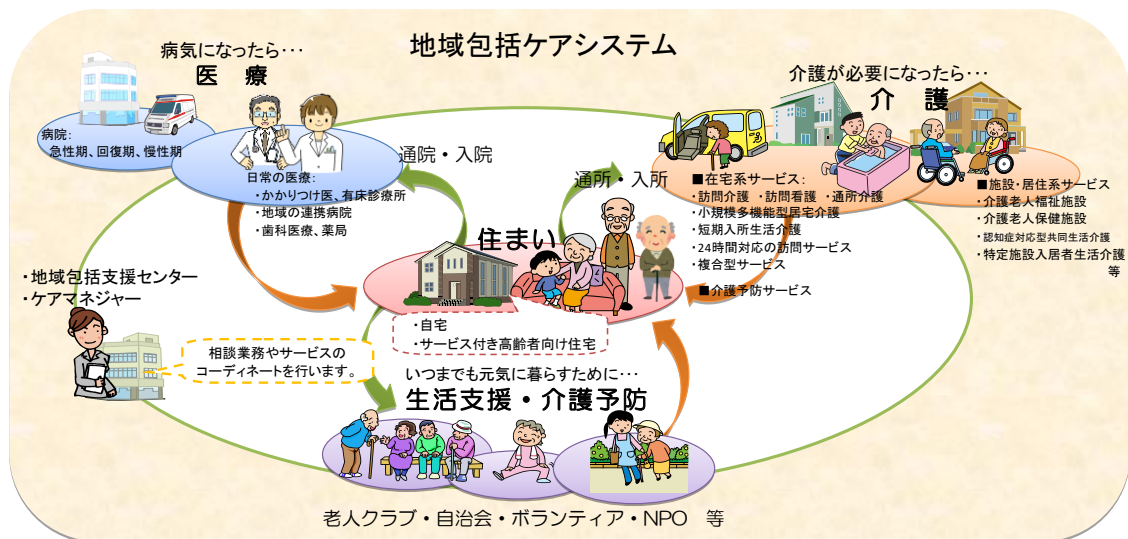 地域包括ケアシステム
病気になったら･･･
医　療
病院:
急性期、回復期、慢性期
日常の医療:
・かかりつけ医、有床診療所
・地域の連携病院
・歯科医療、薬局
通院・入院
介護が必要になったら･･･
介　護
通所・入所
■在宅系サービス:
・訪問介護 ・訪問看護 ・通所介護
・小規模多機能型居宅介護
・短期入所生活介護
・24時間対応の訪問サービス
・複合型サービス
■介護予防サービス
■施設・居住系サービス
・介護老人福祉施設
・介護老人保健施設
・認知症対応型共同生活介護
・特定施設入居者生活介護
等
住まい
・自宅
・サービス付き高齢者向け住宅
・地域包括支援センター
・ケアマネジャー
相談業務やサービスの
コーディネートを行います。
いつまでも元気に暮らすために･･･
生活支援・介護予防
老人クラブ・自治会・ボランティア・NPO　等